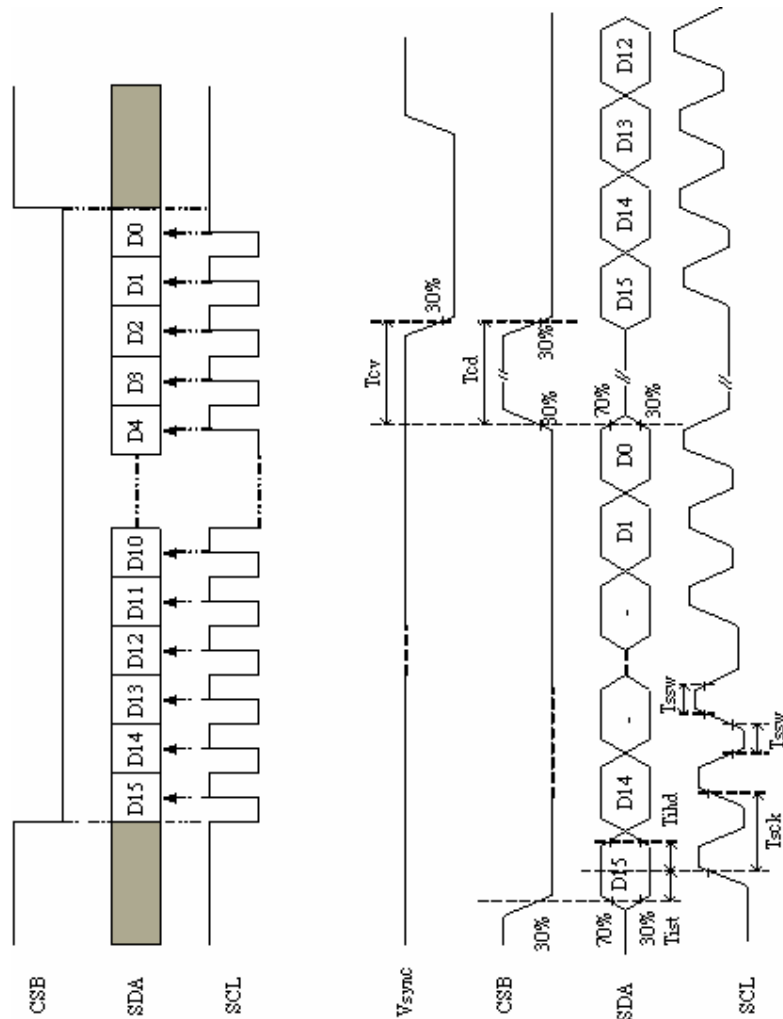 CSB
SDA
D15 D14 D13 D12 D11 D10 D4 D3 D2 D1 D0
SCL
Vsync
Tcv
30%
CSB
30%
30%
Tcd
30%
SDA
70%
30%
D15 D14 - - D1 D0
70%
30%
D15 D14 D13 D12
Tist
Tihd
SCL
Tsck
Tssw
Tssw